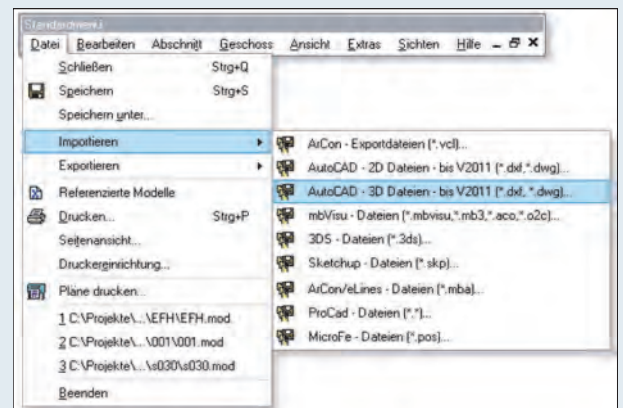 Standardmenü
Datei Bearbeiten Abschnitt Geschoss Ansicht Extras Sichten Hilfe
Schließen Strg+Q
Speichern Strg+S
Speichern unter...
Importieren
Exportieren
Referenzierte Modelle
Drucken... Strg+P
Seitenansicht...
Druckereinrichtung...
Pläne drucken...
1 C:\Projekte\...\EFH\EFH.mod
2 C:\Projekte\...\001\001.mod
3 C:\Projekte\...\s030\s030.mod
Beenden
ArCon - Exportdateien (*.vcl)...
AutoCAD - 2D Dateien - bis V2011 (*.dxf,*.dwg)...
AutoCAD - 3D Dateien - bis V2011 (*.dxf, *.dwg)...
mbVisu - Dateien (*.mbvisu,*.mb3,*.aco,*.o2c)...
3DS - Dateien (*.3ds)...
Sketchup - Dateien (*.skp)...
ArCon/eLines - Dateien (*.mba)...
ProCad - Dateien (*.*)...
MicroFe - Dateien (*.pos)...